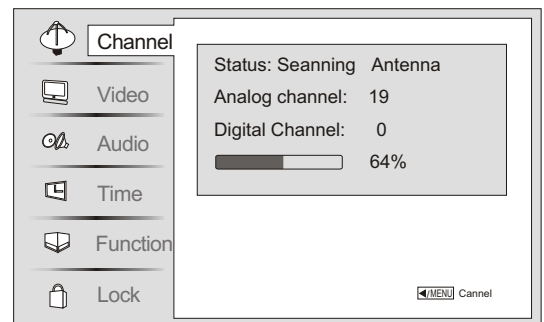 Channel
Video
Audio
Time
Function
Lock
Status: Seanning Antenna
Analog channel: 19
Digital Channel: 0
64%
◀/MENU Cannel